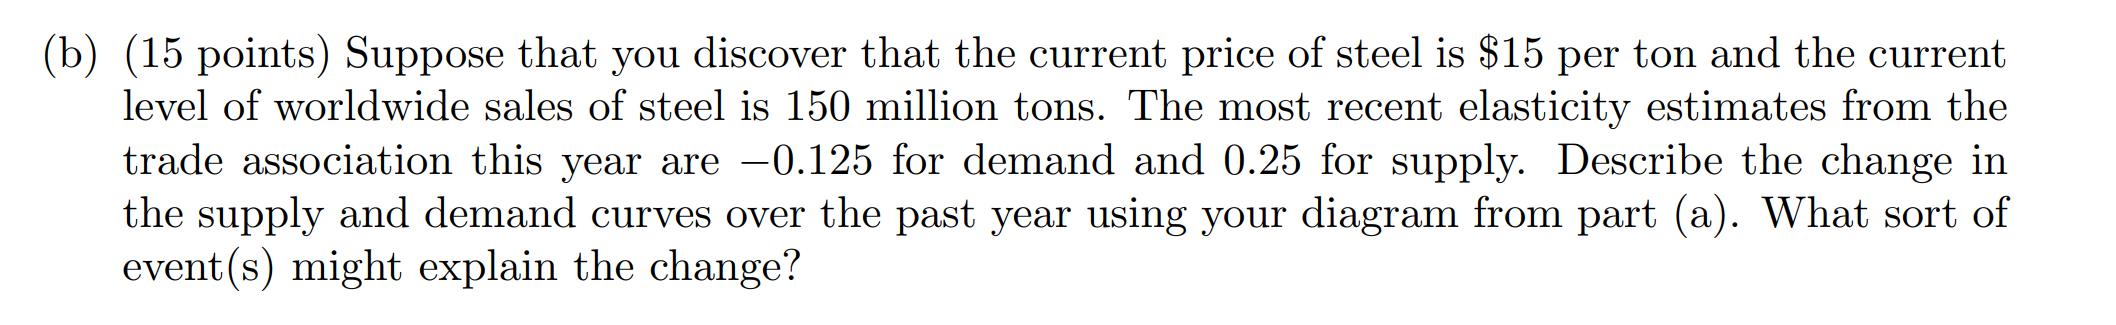 (b) (15 points) Suppose that you discover that the current price of steel is $15 per ton and the current
level of worldwide sales of steel is 150 million tons. The most recent elasticity estimates from the
trade association this year are −0.125 for demand and 0.25 for supply. Describe the change in
the supply and demand curves over the past year using your diagram from part (a). What sort of
event(s) might explain the change?